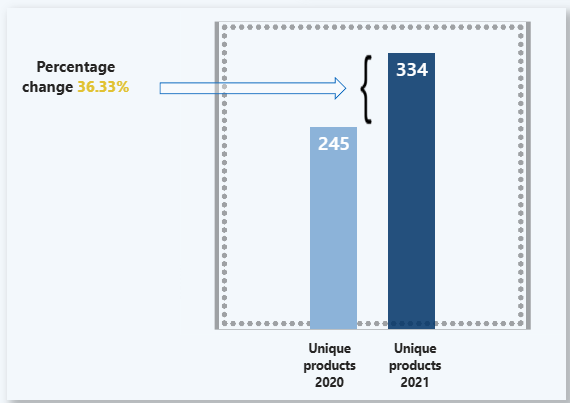 Percentage
change 36.33%
334
245
Unique
products
2020
Unique
products
2021